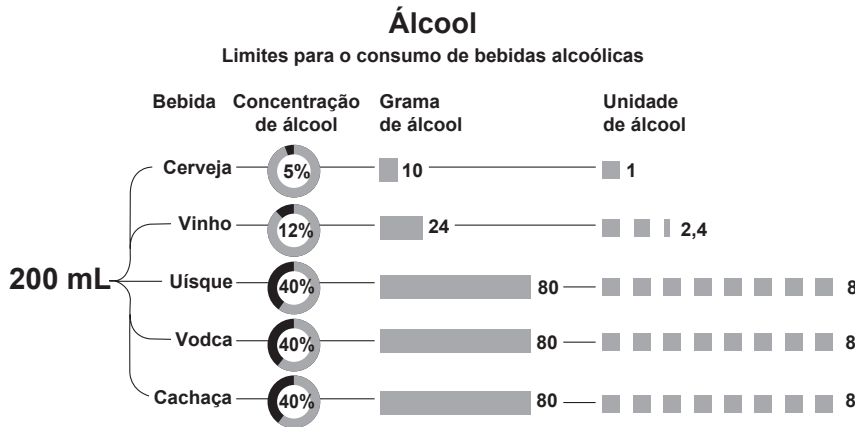 Álcool
Limites para o consumo de bebidas alcoólicas
Bebida Concentração de álcool Grama de álcool Unidade de álcool
200 mL
Cerveja 5% 10 1
Vinho 12% 24 2,4
Uísque 40% 80 8
Vodca 40% 80 8
Cachaça 40% 80 8